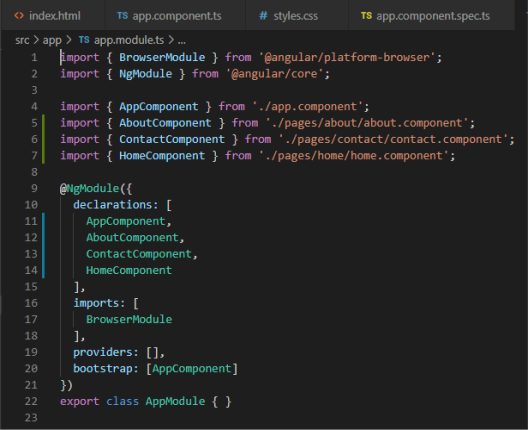 <> index.html TS app.component.ts # styles.css TS app.component.spec.ts
src > app > TS app.module.ts > ...
1 import { BrowserModule } from '@angular/platform-browser';
2 import { NgModule } from '@angular/core';
3
4 import { AppComponent } from './app.component';
5 import { AboutComponent } from './pages/about/about.component';
6 import { ContactComponent } from './pages/contact/contact.component';
7 import { HomeComponent } from './pages/home/home.component';
8
9 @NgModule({
10   declarations: [
11     AppComponent,
12     AboutComponent,
13     ContactComponent,
14     HomeComponent
15   ],
16   imports: [
17     BrowserModule
18   ],
19   providers: [],
20   bootstrap: [AppComponent]
21 })
22 export class AppModule { }
23